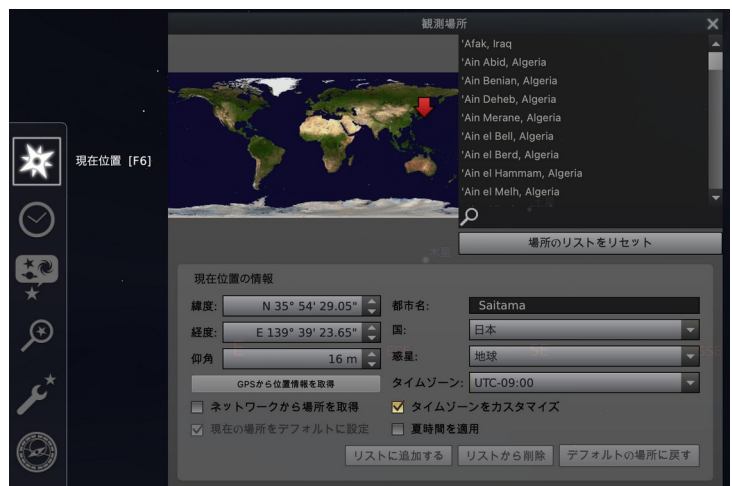 観測場所
'Afak, Iraq
'Ain Abid, Algeria
'Ain Benian, Algeria
'Ain Deheb, Algeria
'Ain Merane, Algeria
'Ain el Bell, Algeria
'Ain el Berd, Algeria
'Ain el Hammam, Algeria
'Ain el Melh, Algeria
現在位置 [F6]
場所のリストをリセット
木星
現在位置の情報
緯度: N 35° 54' 29.05" 都市名: Saitama
経度: E 139° 39' 23.65" 国: 日本
仰角 16 m 惑星: 地球
E SE SSE
GPSから位置情報を取得 タイムゾーン: UTC-09:00
ネットワークから場所を取得 タイムゾーンをカスタマイズ
現在の場所をデフォルトに設定 夏時間を適用
リストに追加する リストから削除 デフォルトの場所に戻す